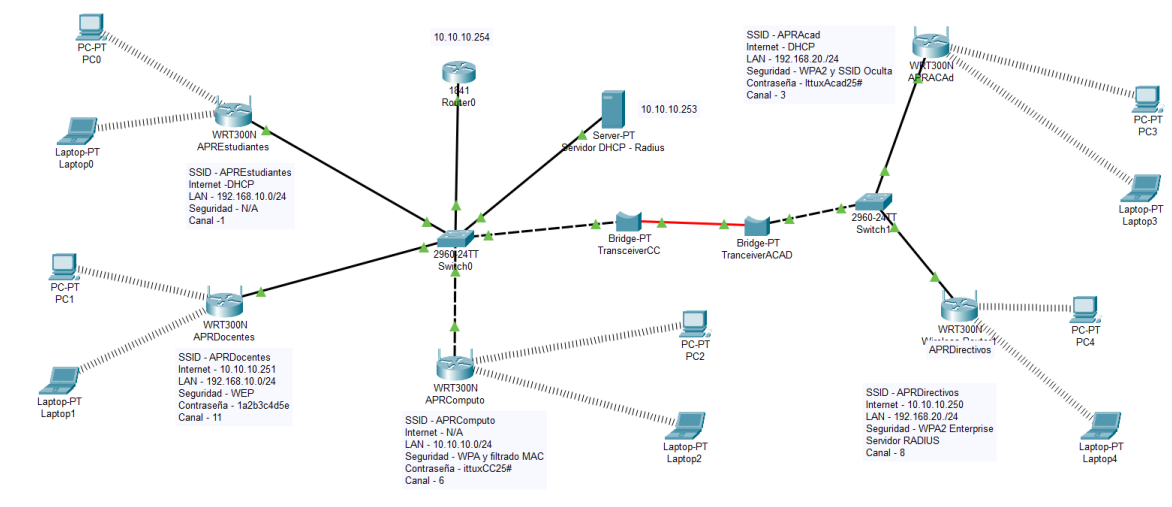 PC-PT
PC0
Laptop-PT
Laptop0
WRT300N
APREstudiantes
SSID - APREstudiantes
Internet -DHCP
LAN - 192.168.10.0/24
Seguridad - N/A
Canal -1
10.10.10.254
1841
Router0
10.10.10.253
Server-PT
Servidor DHCP - Radius
SSID - APRAcad
Internet - DHCP
LAN - 192.168.20./24
Seguridad - WPA2 y SSID Oculta
Contraseña - IttuxAcad25#
Canal - 3
WRT300N
APRACAd
PC-PT
PC3
Laptop-PT
Laptop3
2960-24TT
Switch1
Bridge-PT
TransceiverCC
Bridge-PT
TranceiverACAD
2960-24TT
Switch0
PC-PT
PC1
Laptop-PT
Laptop1
WRT300N
APRDocentes
SSID - APRDocentes
Internet - 10.10.10.251
LAN - 192.168.10.0/24
Seguridad - WEP
Contraseña - 1a2b3c4d5e
Canal - 11
WRT300N
APRComputo
SSID - APRComputo
Internet - N/A
LAN - 10.10.10.0/24
Seguridad - WPA y filtrado MAC
Contraseña - ittuxCC25#
Canal - 6
PC-PT
PC2
Laptop-PT
Laptop2
WRT300N
APRDirectivos
SSID - APRDirectivos
Internet - 10.10.10.250
LAN - 192.168.20./24
Seguridad - WPA2 Enterprise
Servidor RADIUS
Canal - 8
PC-PT
PC4
Laptop-PT
Laptop4